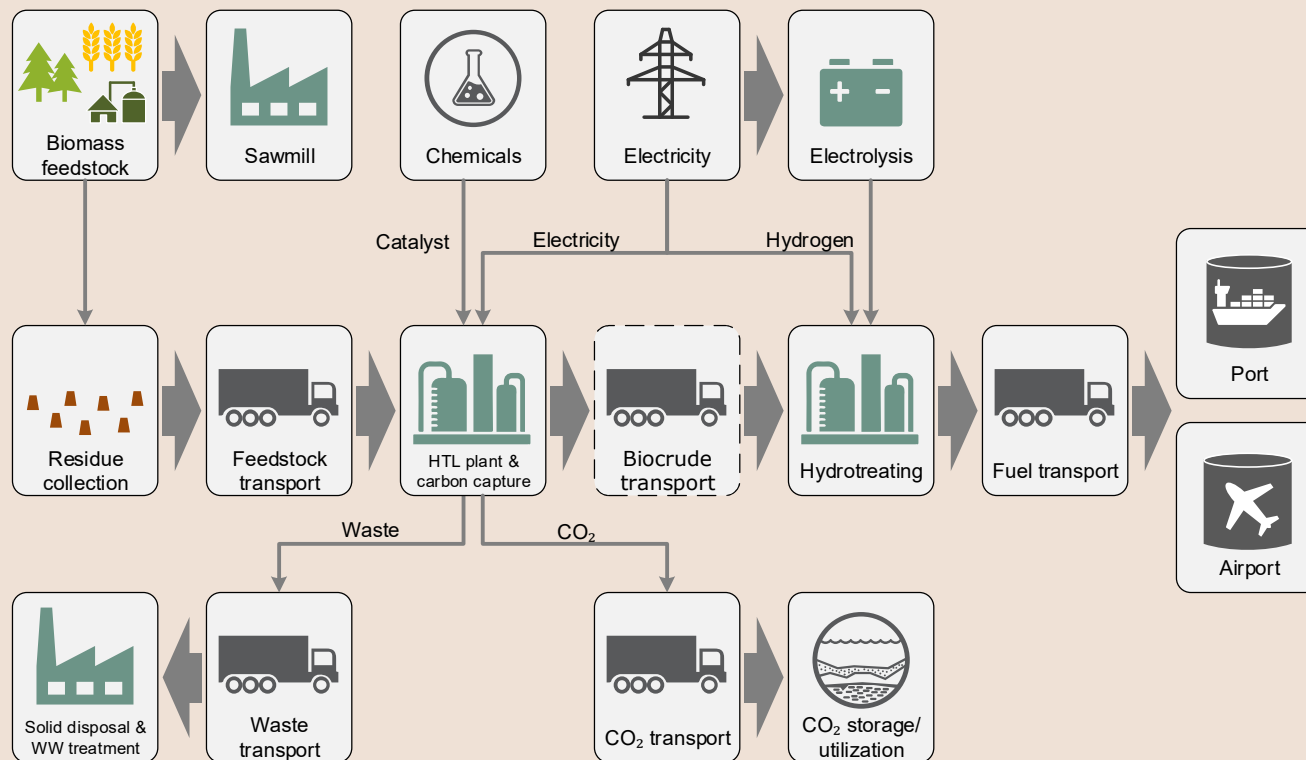 Biomass
feedstock
Sawmill
Chemicals
Electricity
Electrolysis
Catalyst
Electricity
Hydrogen
Residue
collection
Feedstock
transport
HTL plant &
carbon capture
Biocrude
transport
Hydrotreating
Fuel transport
Port
Airport
Waste
CO₂
Solid disposal &
WW treatment
Waste
transport
CO₂ transport
CO₂ storage/
utilization